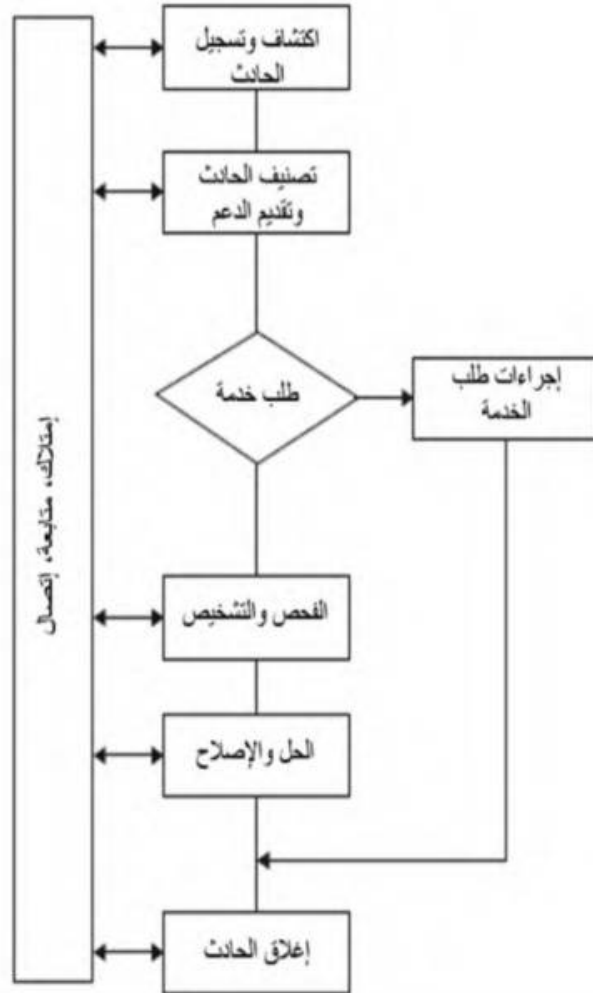 اكتشاف وتسجيل
الحادث
تصنيف الحادث
وتقديم الدعم
طلب خدمة
إجراءات طلب
الخدمة
الفحص والتشخيص
الحل والإصلاح
إغلاق الحادث
إمتلاك، متابعة، إتصال